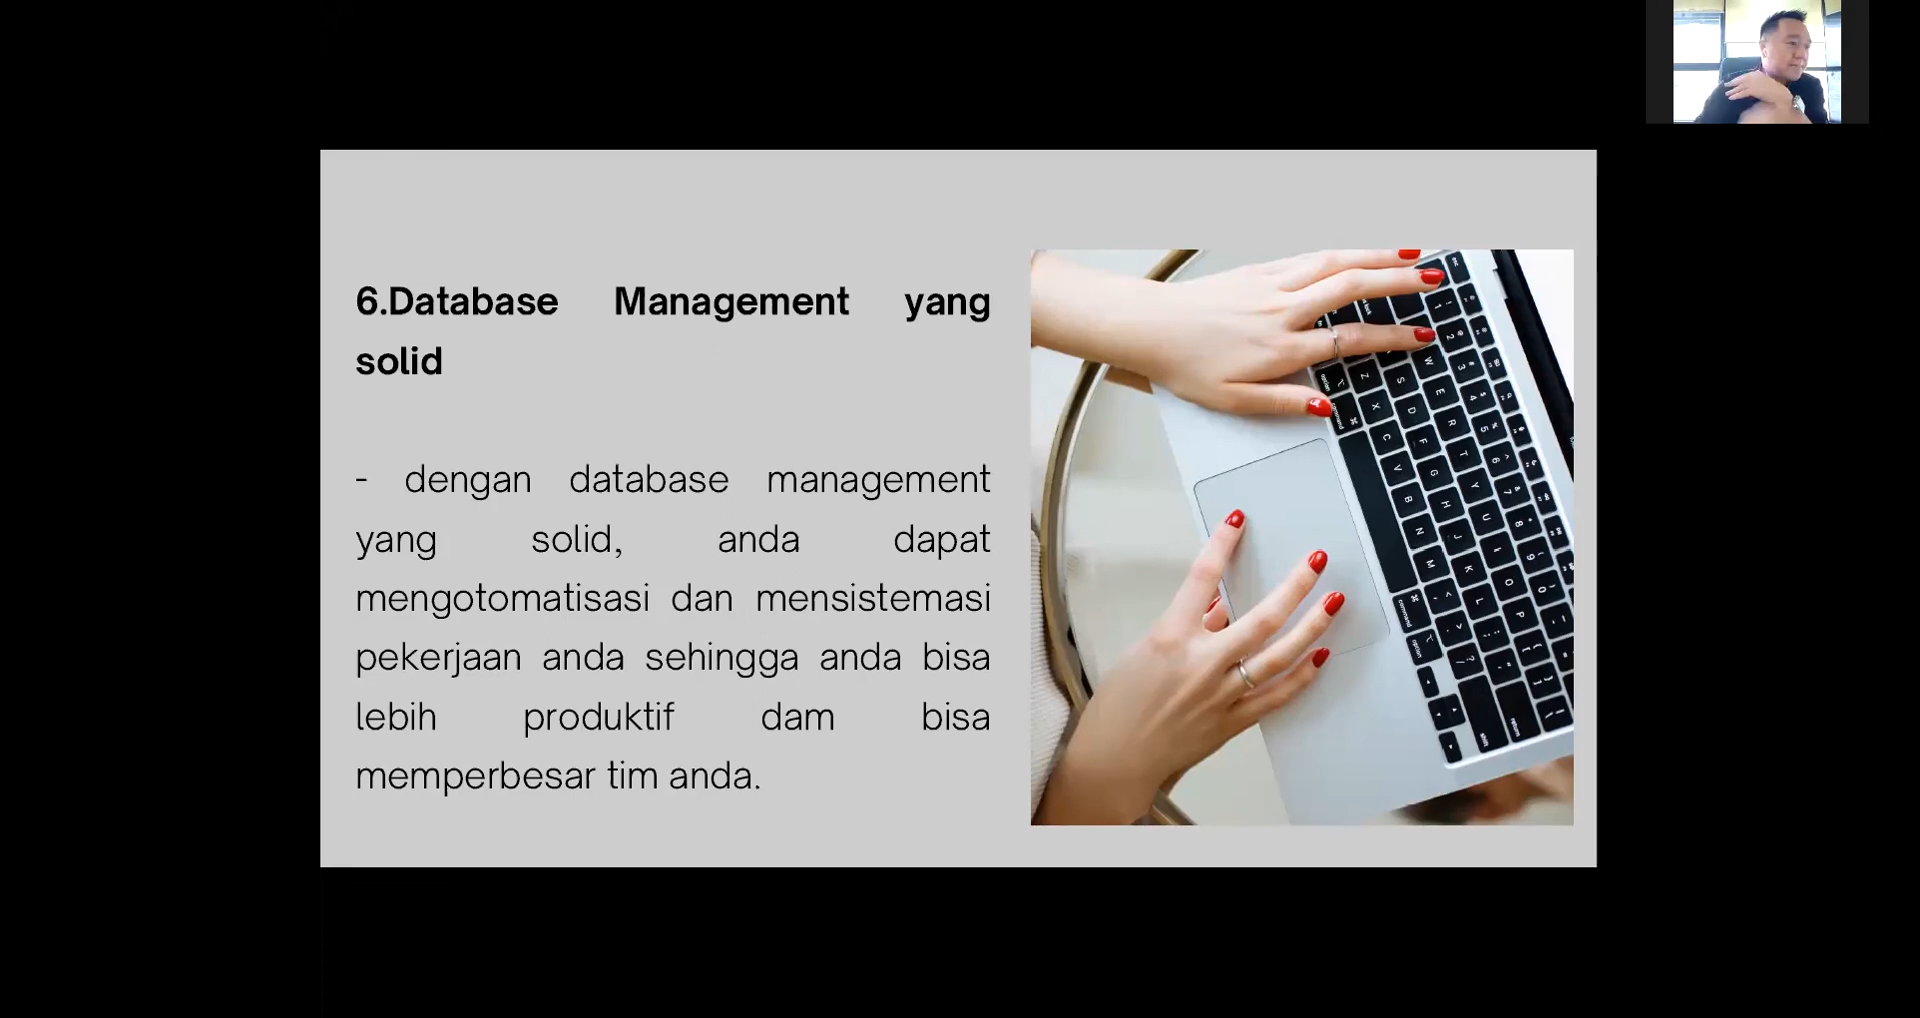 6.Database Management yang
solid
- dengan database management
yang solid, anda dapat
mengotomatisasi dan mensistemasi
pekerjaan anda sehingga anda bisa
lebih produktif dam bisa
memperbesar tim anda.